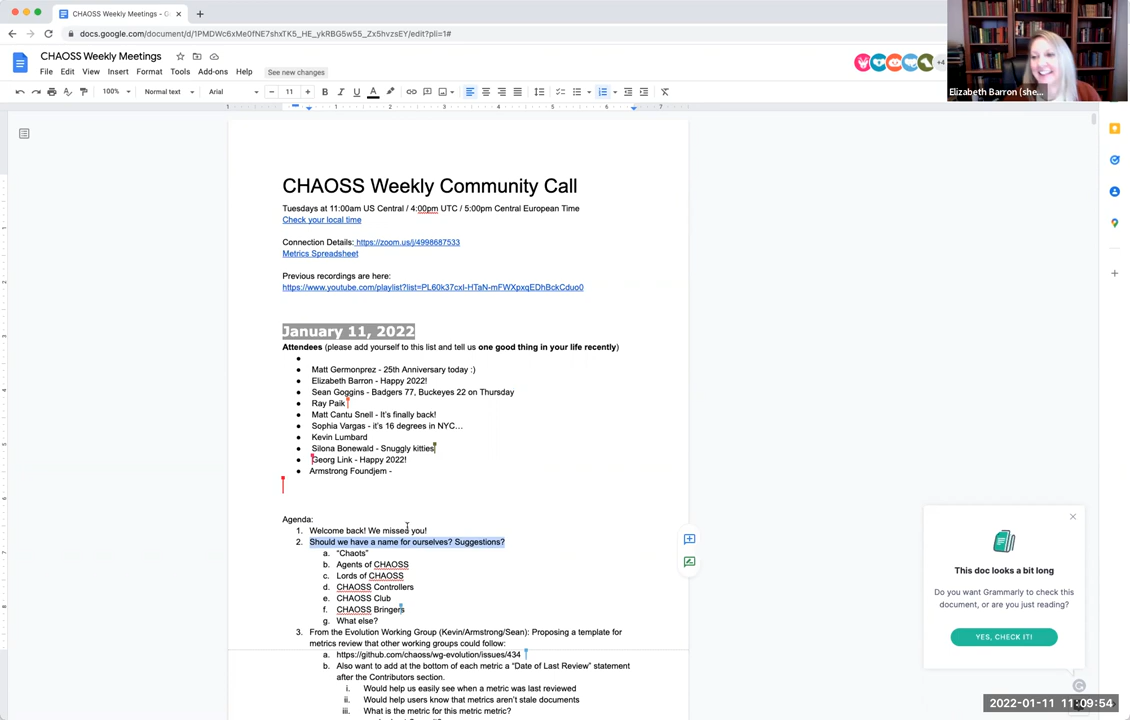 CHAOSS Weekly Meetings - G
docs.google.com/document/d/1PMDWc6xMe0fNE7shxTK5_HE_ykRBG5w55_Zx5hvzsEY/edit?pli=1#
CHAOSS Weekly Meetings
File Edit View Insert Format Tools Add-ons Help See new changes
+4
100% Normal text Arial 11
Elizabeth Barron (she...
CHAOSS Weekly Community Call
Tuesdays at 11:00am US Central / 4:00pm UTC / 5:00pm Central European Time
Check your local time
Connection Details: https://zoom.us/j/4998687533
Metrics Spreadsheet
Previous recordings are here:
https://www.youtube.com/playlist?list=PL60k37cxI-HTaN-mFWXpxqEDhBckCduo0
January 11, 2022
Attendees (please add yourself to this list and tell us one good thing in your life recently)
Matt Germonprez - 25th Anniversary today :)
Elizabeth Barron - Happy 2022!
Sean Goggins - Badgers 77, Buckeyes 22 on Thursday
Ray Paik
Matt Cantu Snell - It's finally back!
Sophia Vargas - it's 16 degrees in NYC...
Kevin Lumbard
Silona Bonewald - Snuggly kitties
Georg Link - Happy 2022!
Armstrong Foundjem -
Agenda:
1. Welcome back! We missed you!
2. Should we have a name for ourselves? Suggestions?
a. "Chaots"
b. Agents of CHAOSS
c. Lords of CHAOSS
d. CHAOSS Controllers
e. CHAOSS Club
f. CHAOSS Bringers
g. What else?
3. From the Evolution Working Group (Kevin/Armstrong/Sean): Proposing a template for
metrics review that other working groups could follow:
a. https://github.com/chaoss/wg-evolution/issues/434
b. Also want to add at the bottom of each metric a "Date of Last Review" statement
after the Contributors section.
i. Would help us easily see when a metric was last reviewed
ii. Would help users know that metrics aren't stale documents
iii. What is the metric for this metric metric?
This doc looks a bit long
Do you want Grammarly to check this
document, or are you just reading?
YES, CHECK IT!
2022-01-11 11:09:54